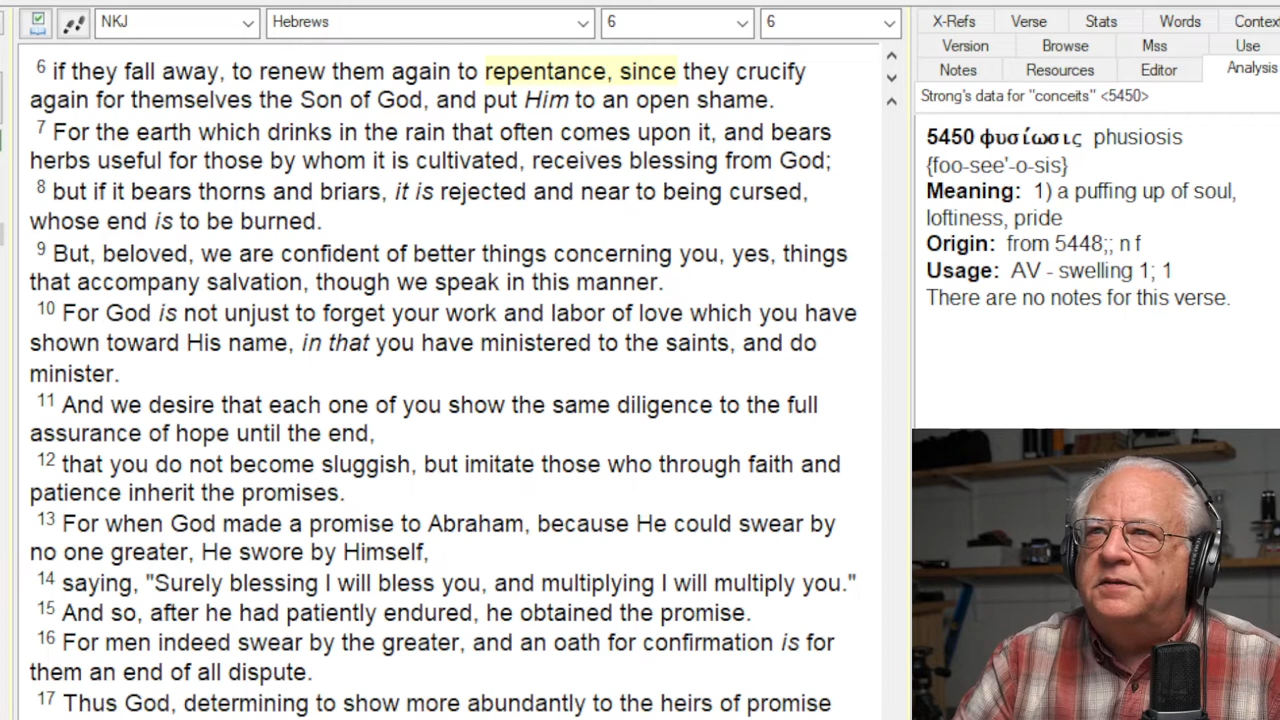 NKJ Hebrews 6 6
6 if they fall away, to renew them again to repentance, since they crucify
again for themselves the Son of God, and put Him to an open shame.
7 For the earth which drinks in the rain that often comes upon it, and bears
herbs useful for those by whom it is cultivated, receives blessing from God;
8 but if it bears thorns and briars, it is rejected and near to being cursed,
whose end is to be burned.
9 But, beloved, we are confident of better things concerning you, yes, things
that accompany salvation, though we speak in this manner.
10 For God is not unjust to forget your work and labor of love which you have
shown toward His name, in that you have ministered to the saints, and do
minister.
11 And we desire that each one of you show the same diligence to the full
assurance of hope until the end,
12 that you do not become sluggish, but imitate those who through faith and
patience inherit the promises.
13 For when God made a promise to Abraham, because He could swear by
no one greater, He swore by Himself,
14 saying, "Surely blessing I will bless you, and multiplying I will multiply you."
15 And so, after he had patiently endured, he obtained the promise.
16 For men indeed swear by the greater, and an oath for confirmation is for
them an end of all dispute.
17 Thus God, determining to show more abundantly to the heirs of promise
X-Refs Verse Stats Words Contex
Version Browse Mss Use
Notes Resources Editor Analysis
Strong's data for "conceits" <5450>
5450 φυσίωσις phusiosis
{foo-see'-o-sis}
Meaning: 1) a puffing up of soul,
loftiness, pride
Origin: from 5448;; n f
Usage: AV - swelling 1; 1
There are no notes for this verse.